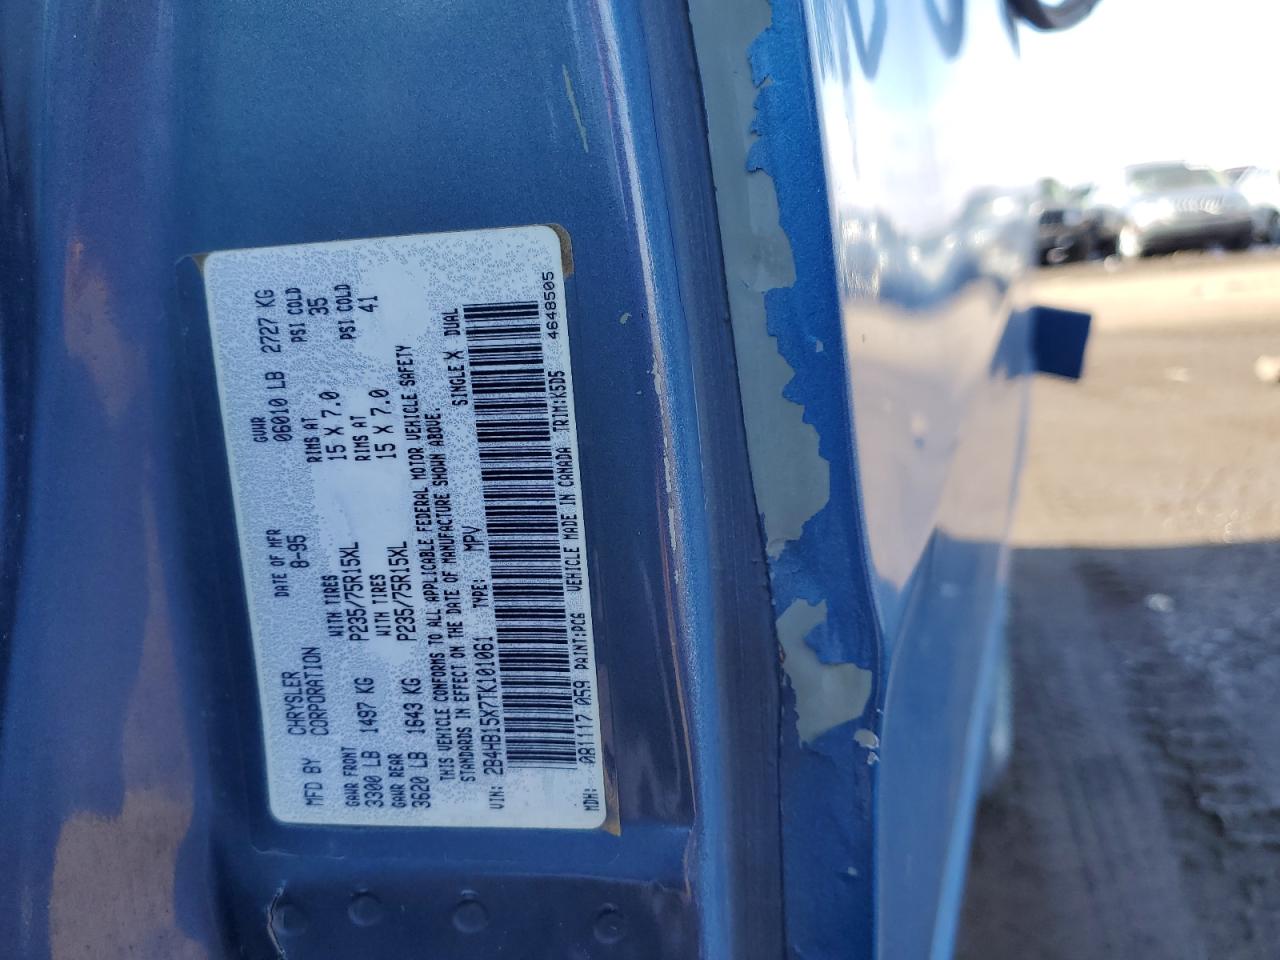 MFD BY CHRYSLER CORPORATION DATE OF MFR 8-95 GVWR 06010 LB 2727 KG
GAWR FRONT WITH TIRES RIMS AT PSI COLD
3300 LB 1497 KG P235/75R15XL 15 X 7.0 35
GAWR REAR WITH TIRES RIMS AT PSI COLD
3620 LB 1643 KG P235/75R15XL 15 X 7.0 41
THIS VEHICLE CONFORMS TO ALL APPLICABLE FEDERAL MOTOR VEHICLE SAFETY
STANDARDS IN EFFECT ON THE DATE OF MANUFACTURE SHOWN ABOVE.
VIN: 2B4HB15X7TK101061 TYPE: MPV SINGLE X DUAL
MDH: 081117 059 PAINT:PC6 VEHICLE MADE IN CANADA TRIM:K5D5 4648505